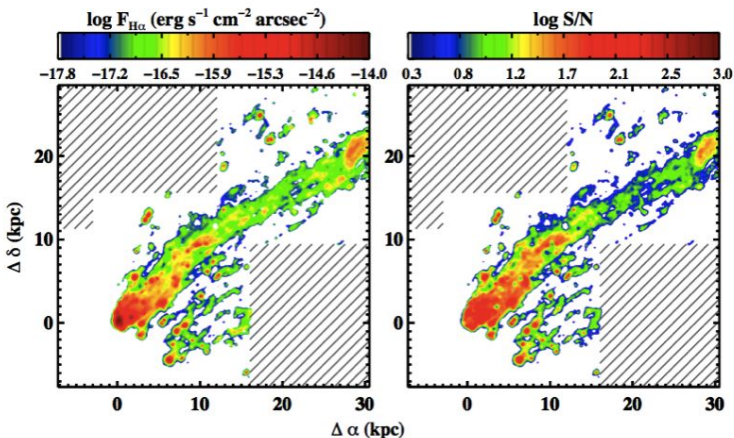 log F_Hα (erg s⁻¹ cm⁻² arcsec⁻²)
−17.8 −17.2 −16.5 −15.9 −15.3 −14.6 −14.0
log S/N
0.3 0.8 1.2 1.7 2.1 2.5 3.0
Δ δ (kpc)
20
10
0
0 10 20 30
0 10 20 30
Δ α (kpc)